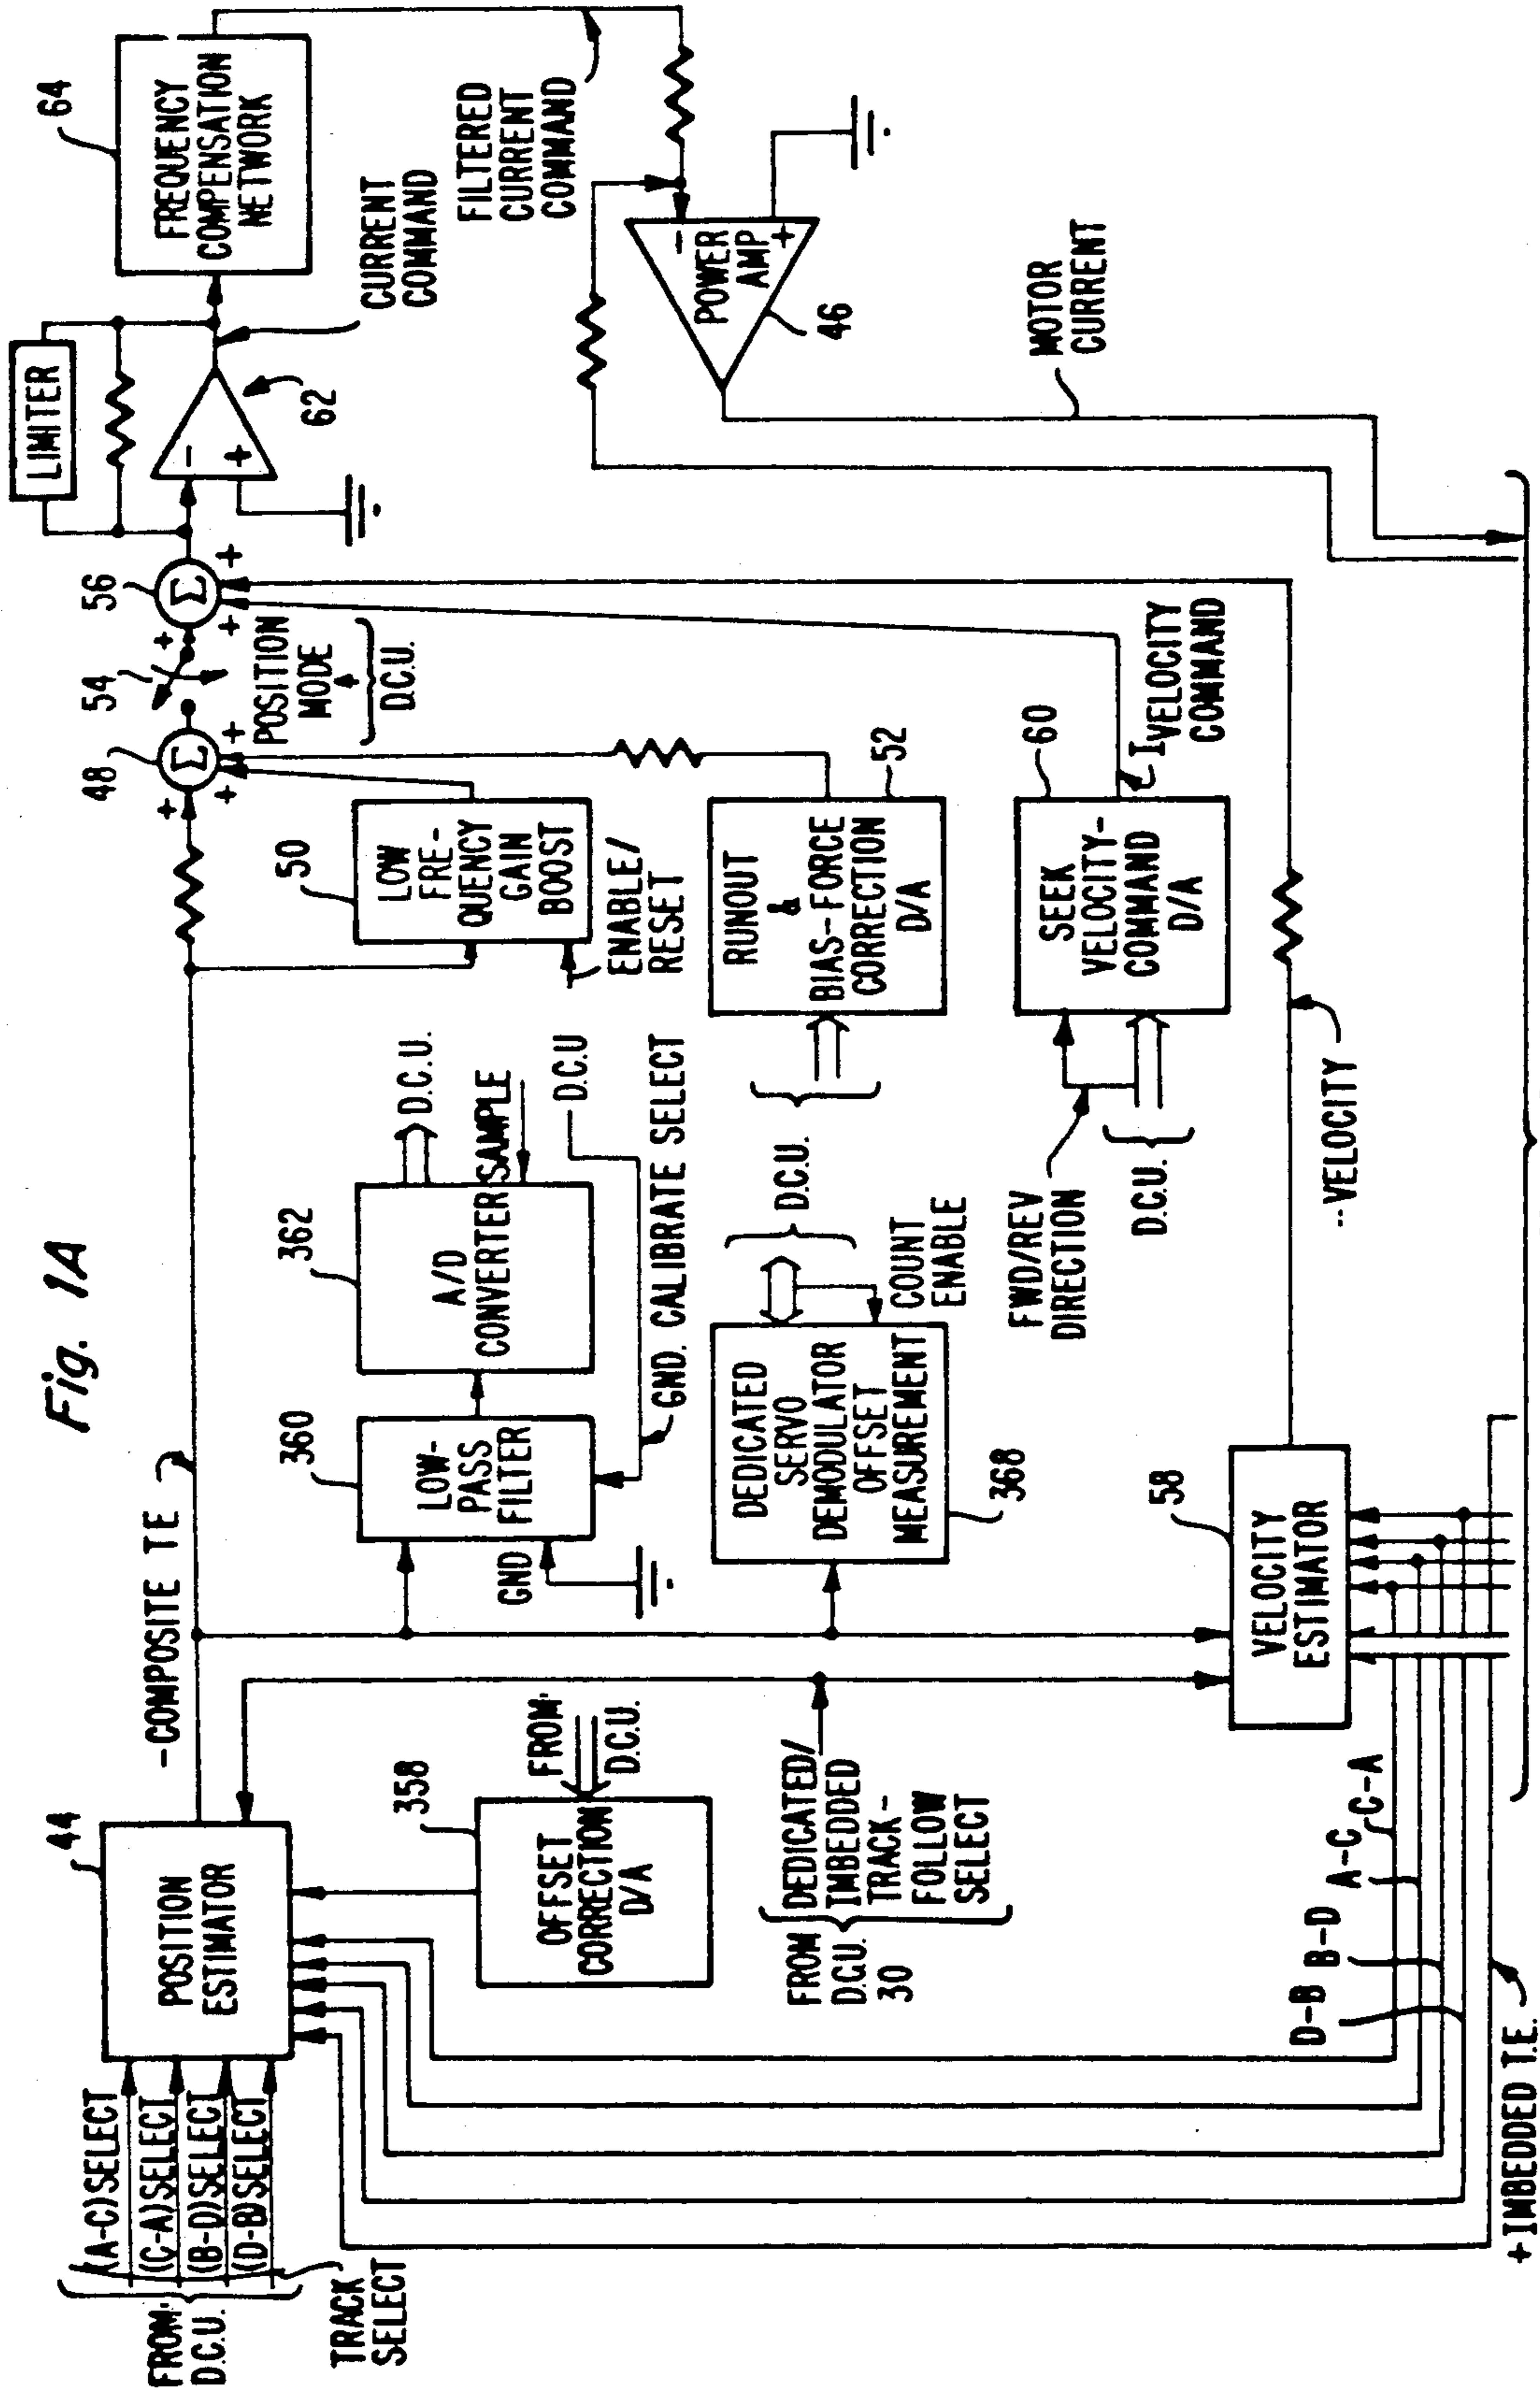 Fig. 1A
FROM
D.C.U.
(A-C)SELECT
(C-A)SELECT
(B-D)SELECT
(D-B)SELECT
TRACK
SELECT
44
POSITION
ESTIMATOR
-COMPOSITE T.E.
358
OFFSET
CORRECTION
D/A
FROM
D.C.U.
FROM
D.C.U.
30
DEDICATED/
IMBEDDED
TRACK-
FOLLOW
SELECT
360
LOW-
PASS
FILTER
GND
362
A/D
CONVERTER
D.C.U.
SAMPLE
D.C.U
GND. CALIBRATE SELECT
DEDICATED
SERVO
DEMODULATOR
OFFSET
MEASUREMENT
368
D.C.U.
COUNT
ENABLE
48
Σ
+
+
+
54
POSITION
MODE
D.C.U.
56
Σ
+
+
+
50
LOW
FRE-
QUENCY
GAIN
BOOST
ENABLE/
RESET
RUNOUT
&
BIAS-FORCE
CORRECTION
D/A
52
60
SEEK
VELOCITY-
COMMAND
D/A
FWD/REV
DIRECTION
D.C.U.
I VELOCITY
COMMAND
LIMITER
-
+
62
CURRENT
COMMAND
64
FREQUENCY
COMPENSATION
NETWORK
FILTERED
CURRENT
COMMAND
-
POWER
AMP
+
46
MOTOR
CURRENT
58
VELOCITY
ESTIMATOR
--VELOCITY
C-A
A-C
B-D
D-B
+ IMBEDDED T.E.